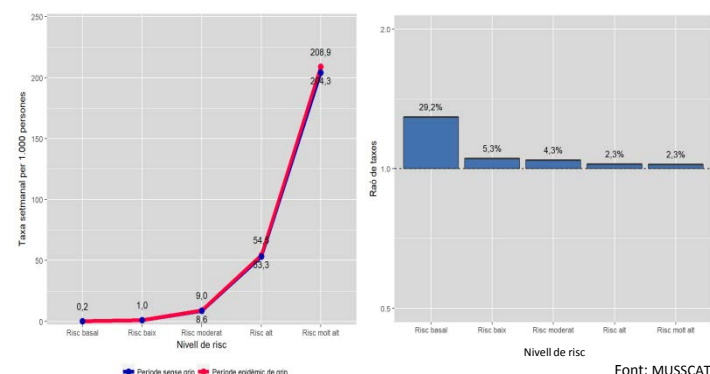 250
200
150
100
50
0
Taxa setmanal per 1.000 persones
0,2
1,0
9,0
8,6
53,3
208,9
204,3
Risc basal
Risc baix
Risc moderat
Risc alt
Risc molt alt
Nivell de risc
Període sense grip
Període epidèmic de grip
2.0
1.0
0.5
Raó de taxes
29,2%
5,3%
4,3%
2,3%
2,3%
Risc basal
Risc baix
Risc moderat
Risc alt
Risc molt alt
Nivell de risc
Font: MUSSCAT